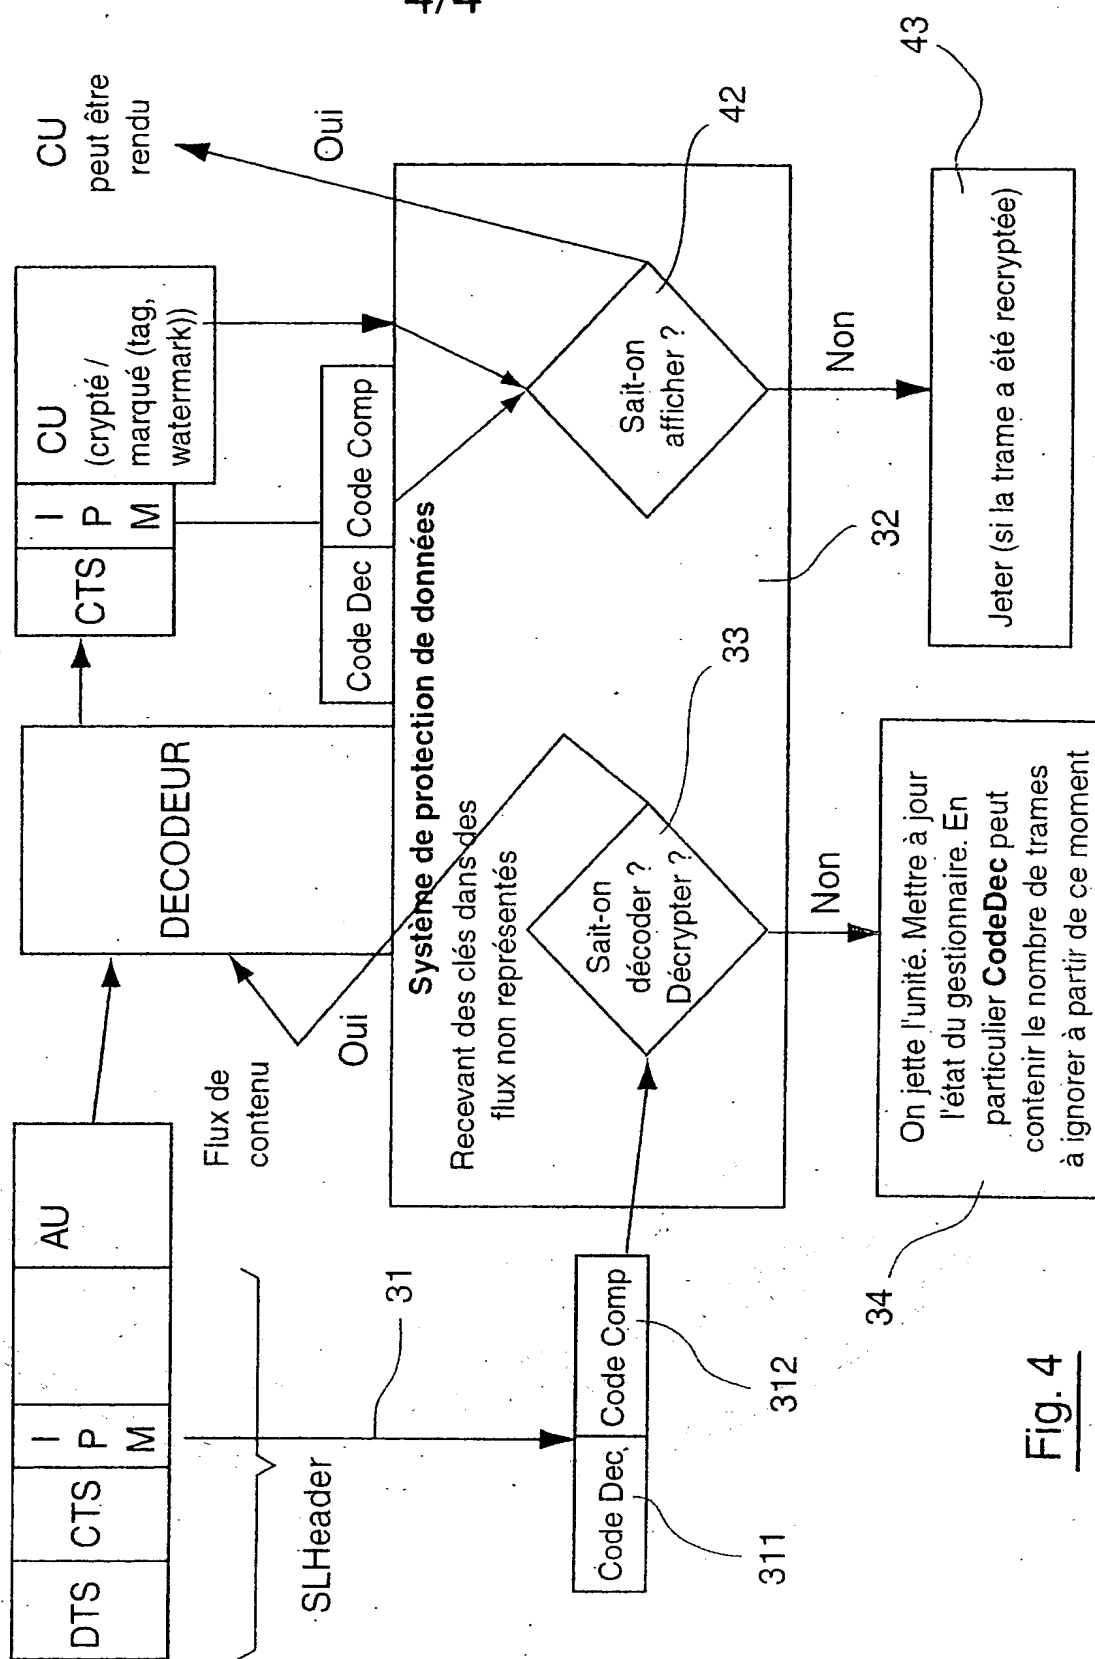 4/4
DTS
CTS
I
P
M
AU
SLHeader
31
Code Dec,
Code Comp
311
312
Flux de
contenu
DECODEUR
Oui
CTS
I
P
M
CU
(crypté /
marqué (tag,
watermark))
CU
peut être
rendu
Oui
Code Dec
Code Comp
Système de protection de données
Recevant des clés dans des
flux non représentés
Sait-on
décoder ?
Décrypter ?
33
32
Sait-on
afficher ?
42
Non
Non
On jette l'unité. Mettre à jour
l'état du gestionnaire. En
particulier CodeDec peut
contenir le nombre de trames
à ignorer à partir de ce moment
34
Jeter (si la trame a été recryptée)
43
Fig. 4